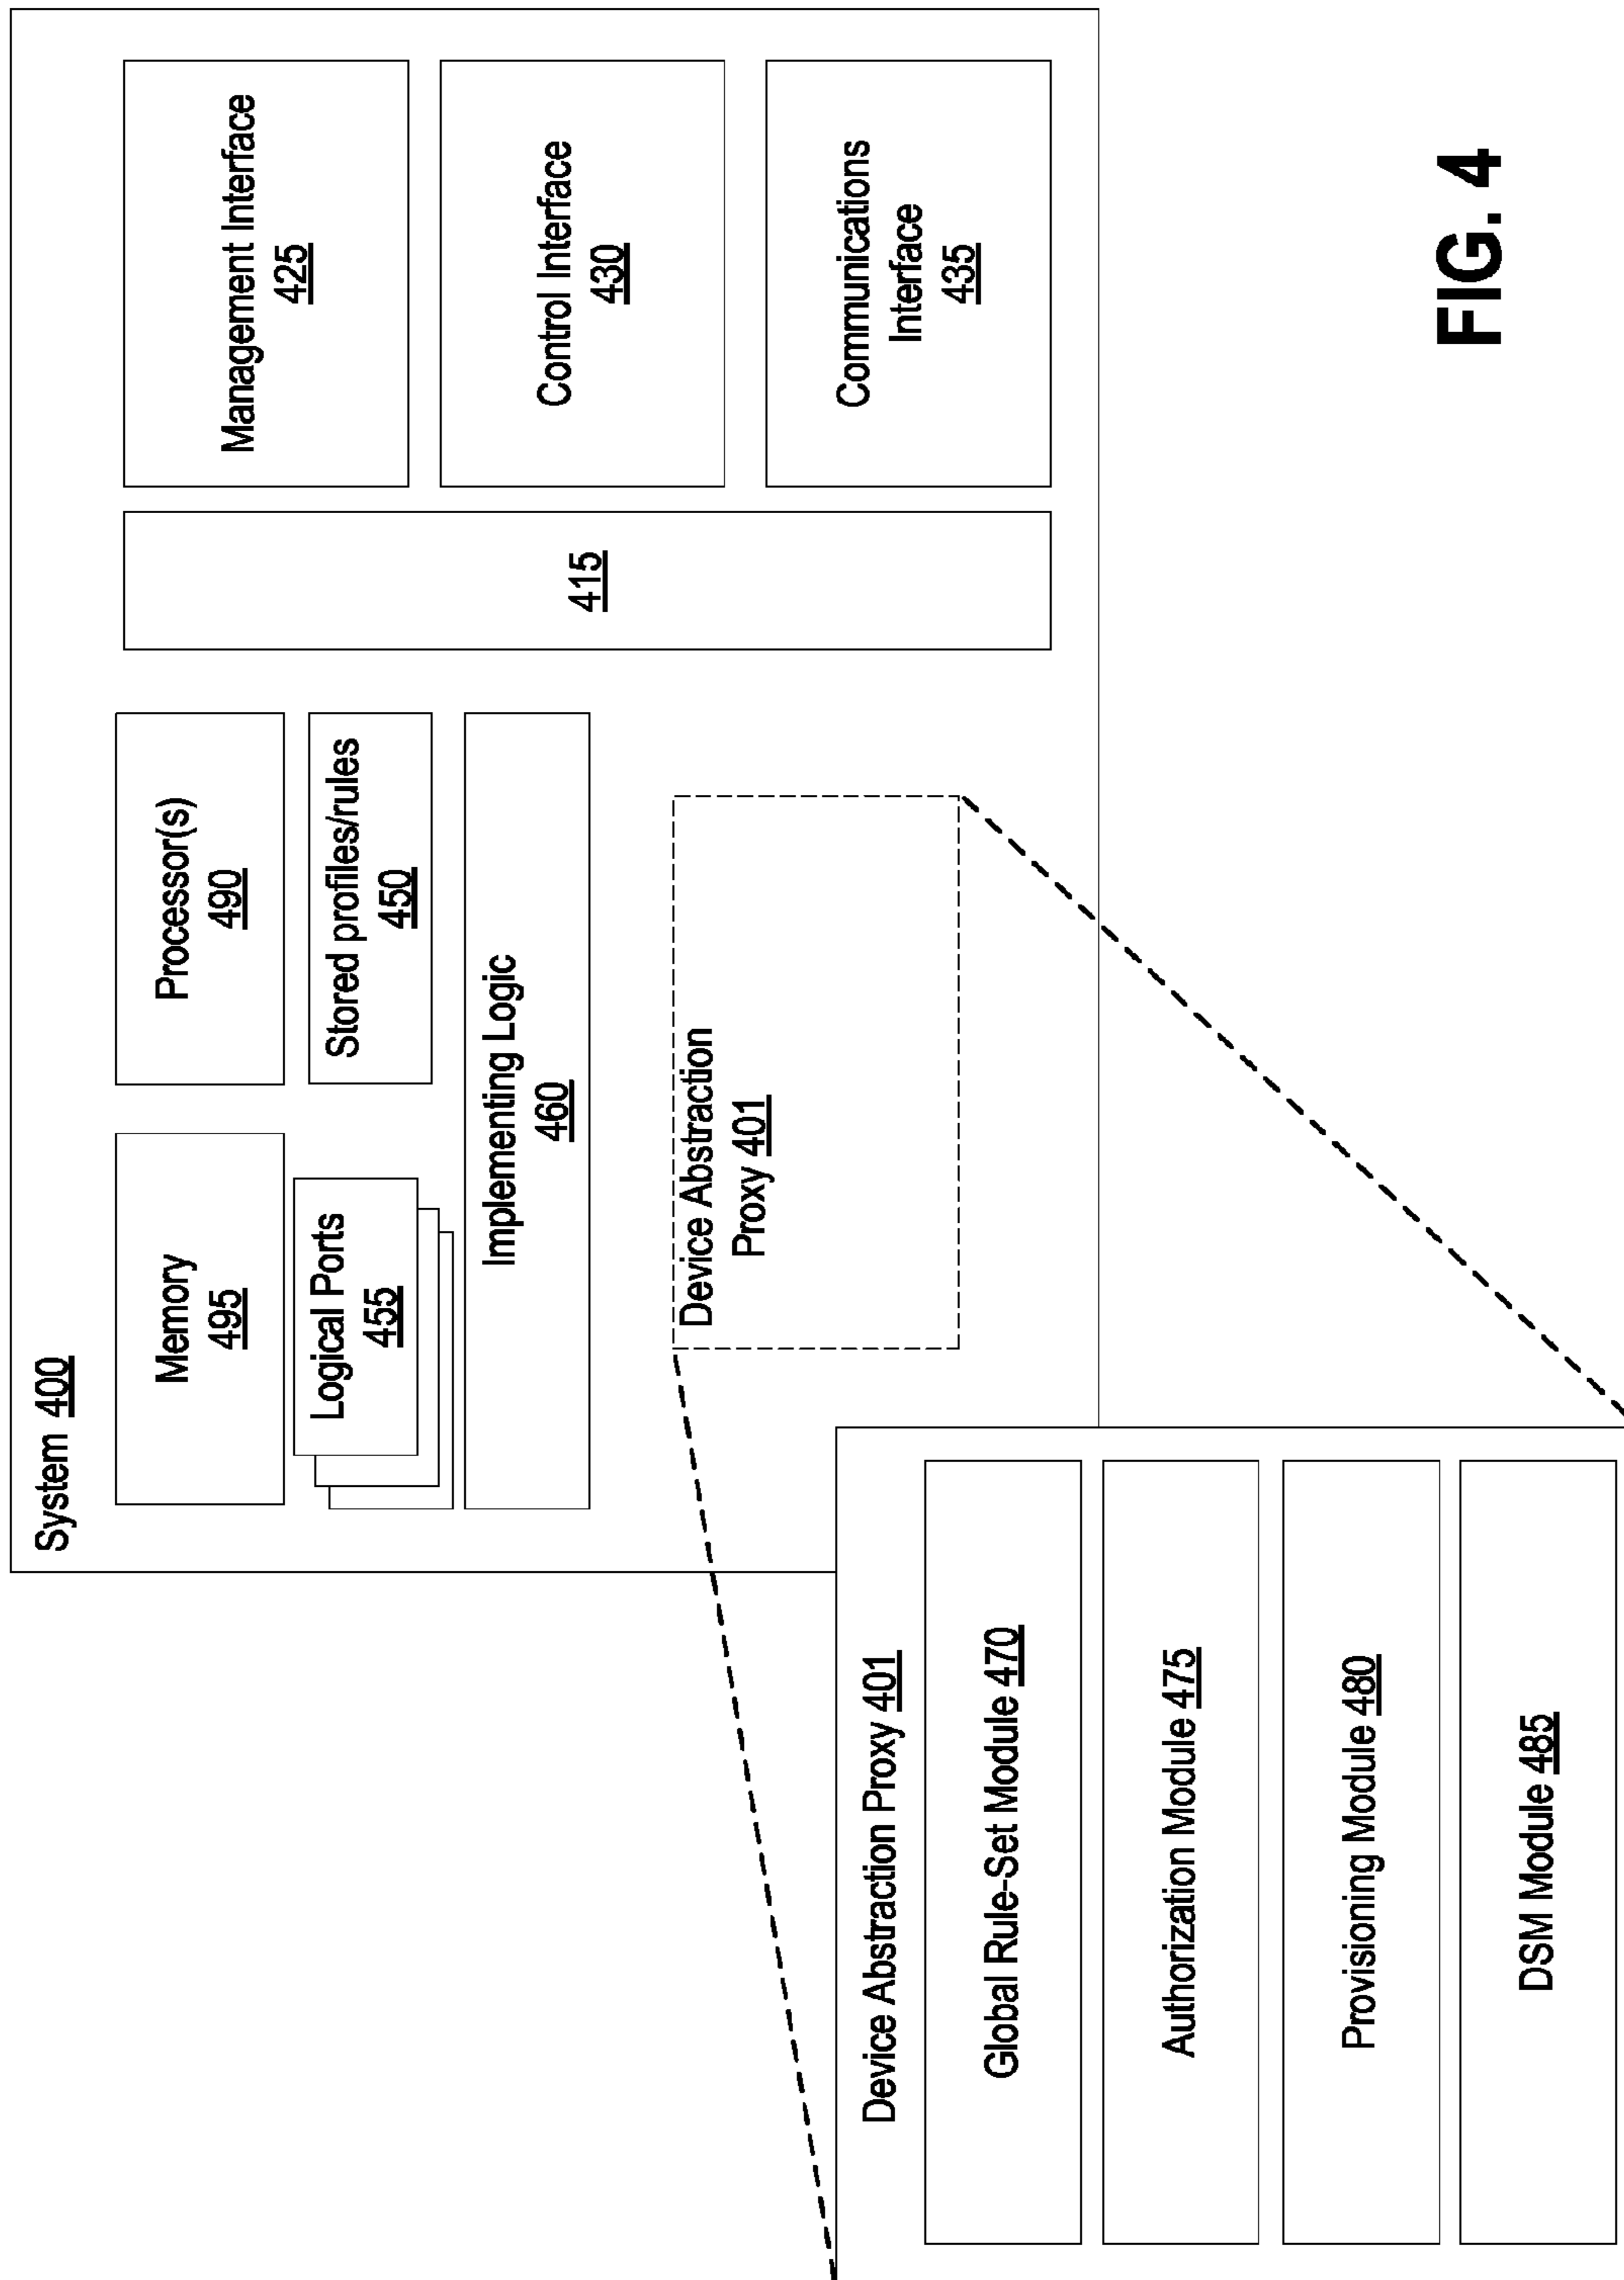 System 400
Memory
495
Processor(s)
490
Logical Ports
455
Stored profiles/rules
450
Implementing Logic
460
Device Abstraction
Proxy 401
415
Management Interface
425
Control Interface
430
Communications
Interface
435
Device Abstraction Proxy 401
Global Rule-Set Module 470
Authorization Module 475
Provisioning Module 480
DSM Module 485
FIG. 4